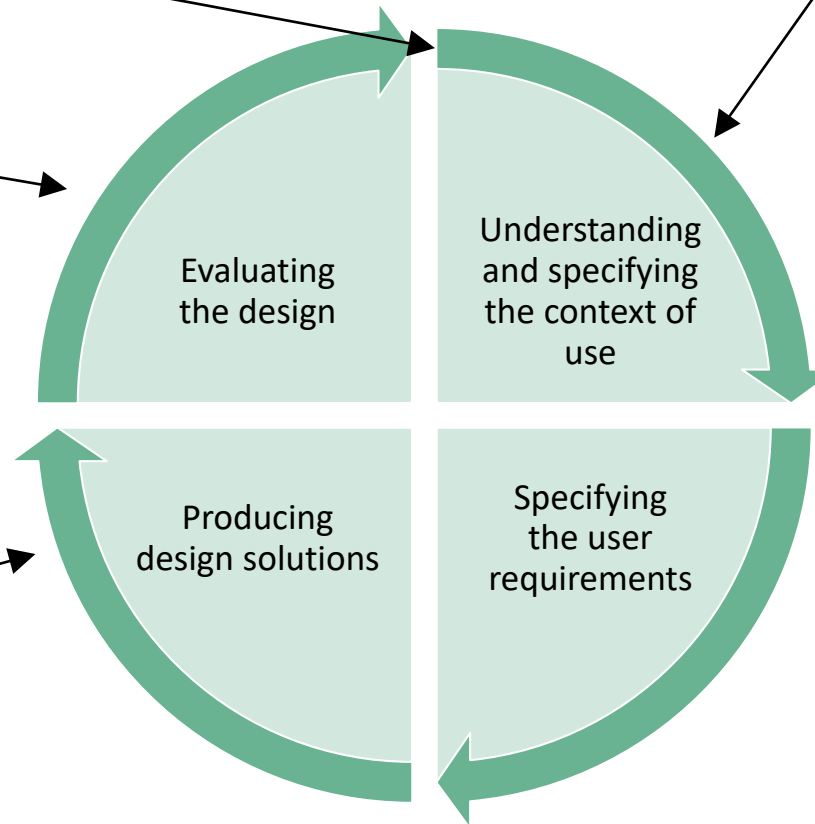 Evaluating
the design
Understanding
and specifying
the context of
use
Producing
design solutions
Specifying
the user
requirements